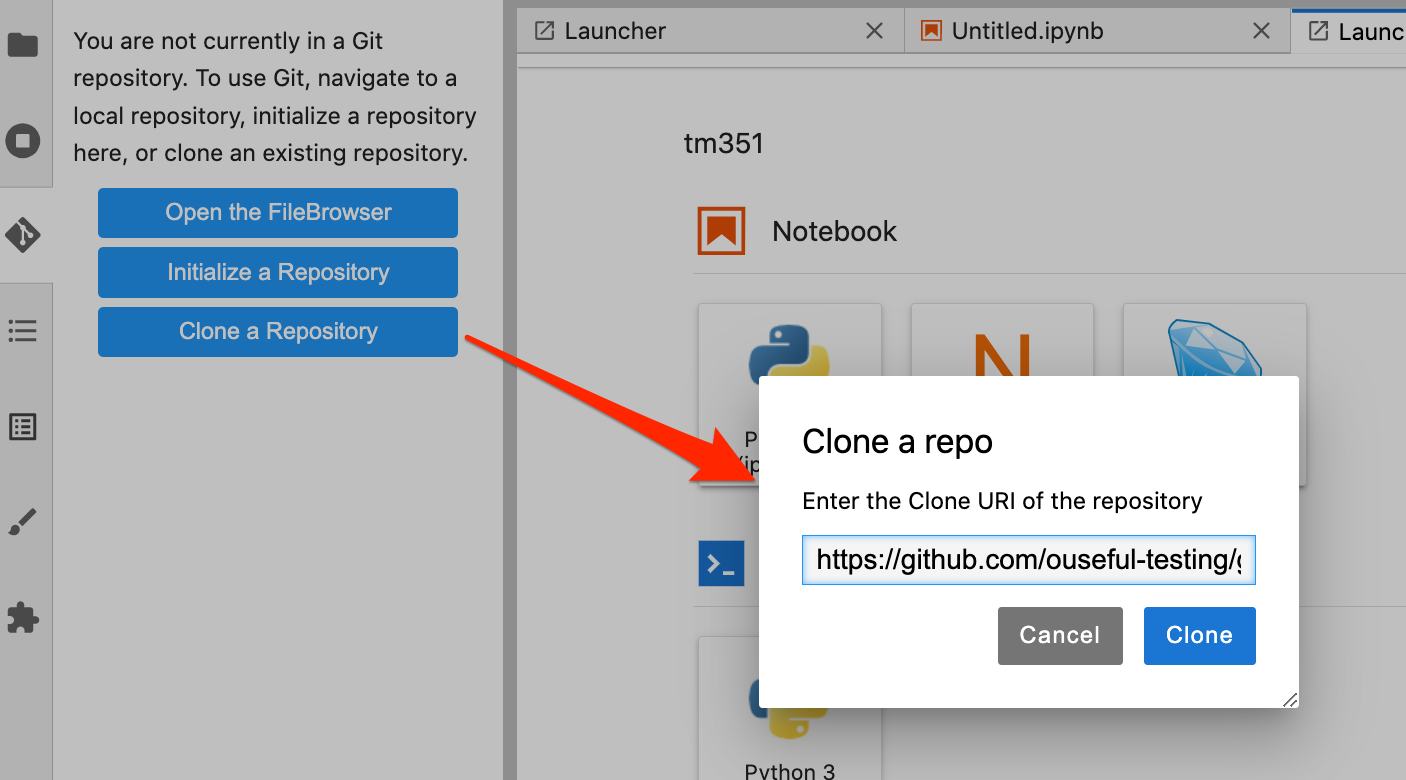 You are not currently in a Git
repository. To use Git, navigate to a
local repository, initialize a repository
here, or clone an existing repository.
Open the FileBrowser
Initialize a Repository
Clone a Repository
Launcher
Untitled.ipynb
Launc
tm351
Notebook
N
Clone a repo
Enter the Clone URI of the repository
https://github.com/ouseful-testing/
Cancel
Clone
Python 3